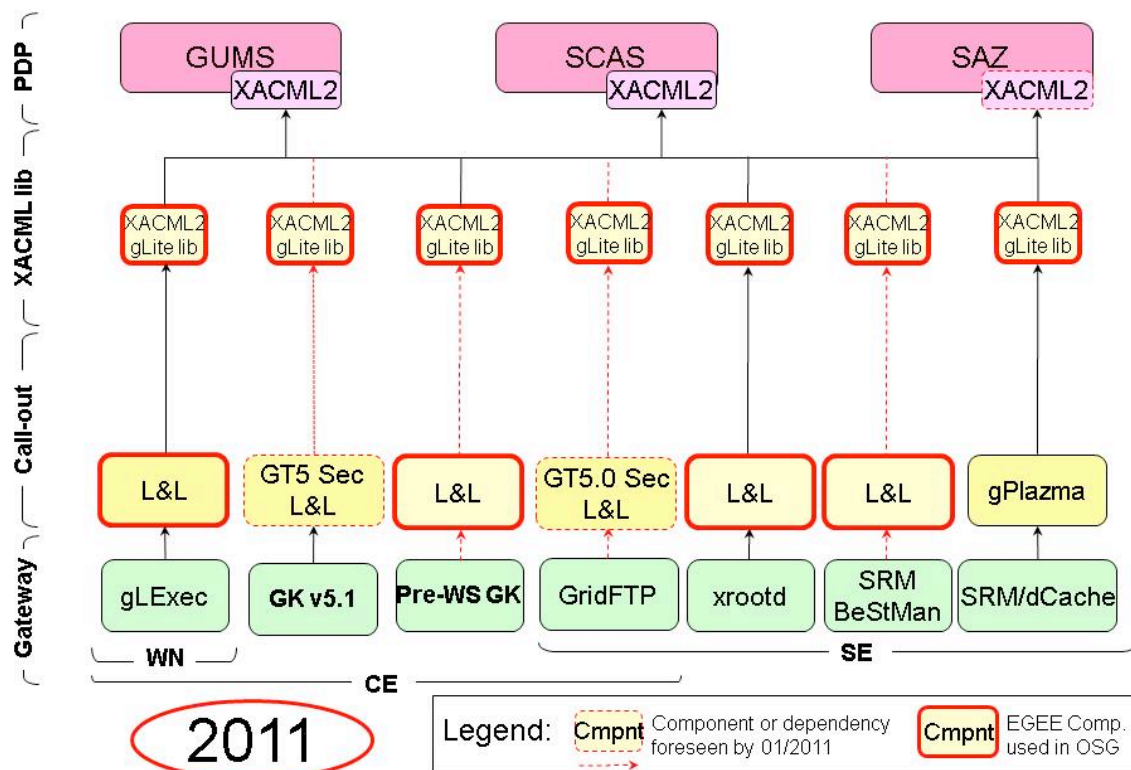 PDP
GUMS
XACML2
SCAS
XACML2
SAZ
XACML2
XACML lib
XACML2
gLite lib
XACML2
gLite lib
XACML2
gLite lib
XACML2
gLite lib
XACML2
gLite lib
XACML2
gLite lib
XACML2
gLite lib
Call-out
L&L
GT5 Sec
L&L
L&L
GT5.0 Sec
L&L
L&L
L&L
gPlazma
Gateway
gLExec
GK v5.1
Pre-WS GK
GridFTP
xrootd
SRM
BeStMan
SRM/dCache
WN
SE
CE
2011
Legend:
Cmpnt
Component or dependency
foreseen by 01/2011
Cmpnt
EGEE Comp.
used in OSG